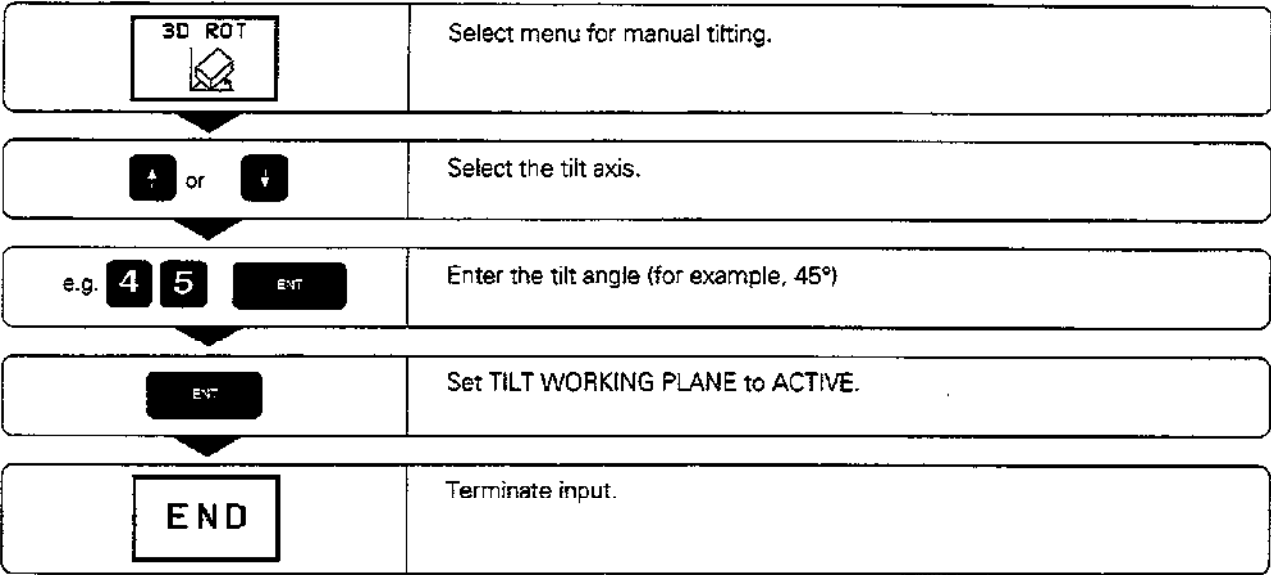 3D ROT
Select menu for manual tilting.
or
Select the tilt axis.
e.g. 4 5 ENT
Enter the tilt angle (for example, 45°)
ENT
Set TILT WORKING PLANE to ACTIVE.
END
Terminate input.